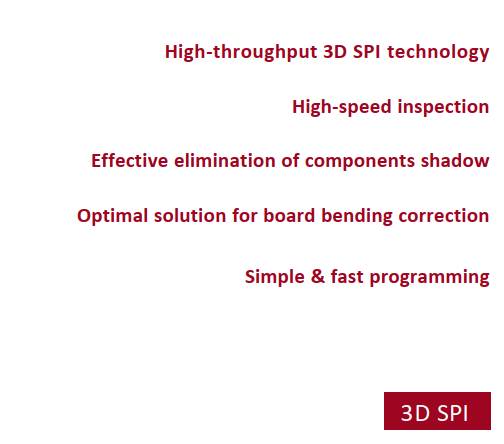 High-throughput 3D SPI technology
High-speed inspection
Effective elimination of components shadow
Optimal solution for board bending correction
Simple & fast programming
3D SPI